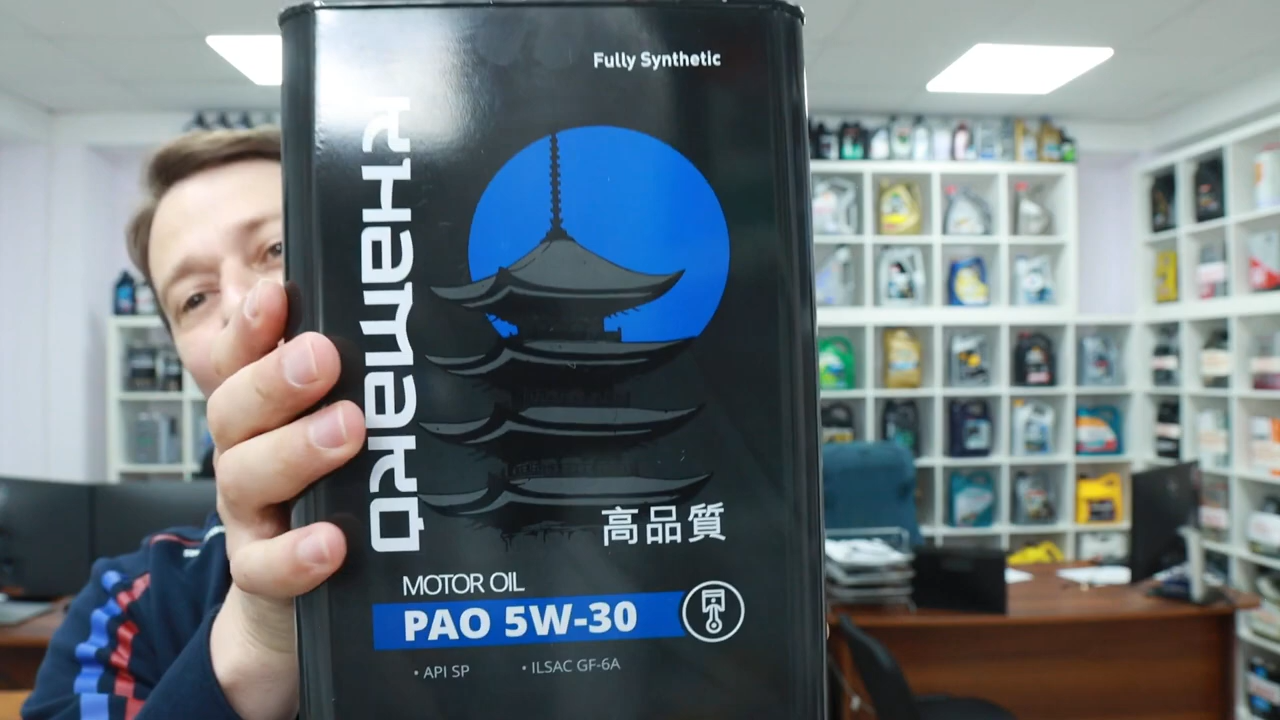 Fully Synthetic
高品質
MOTOR OIL
PAO 5W-30
• API SP • ILSAC GF-6A